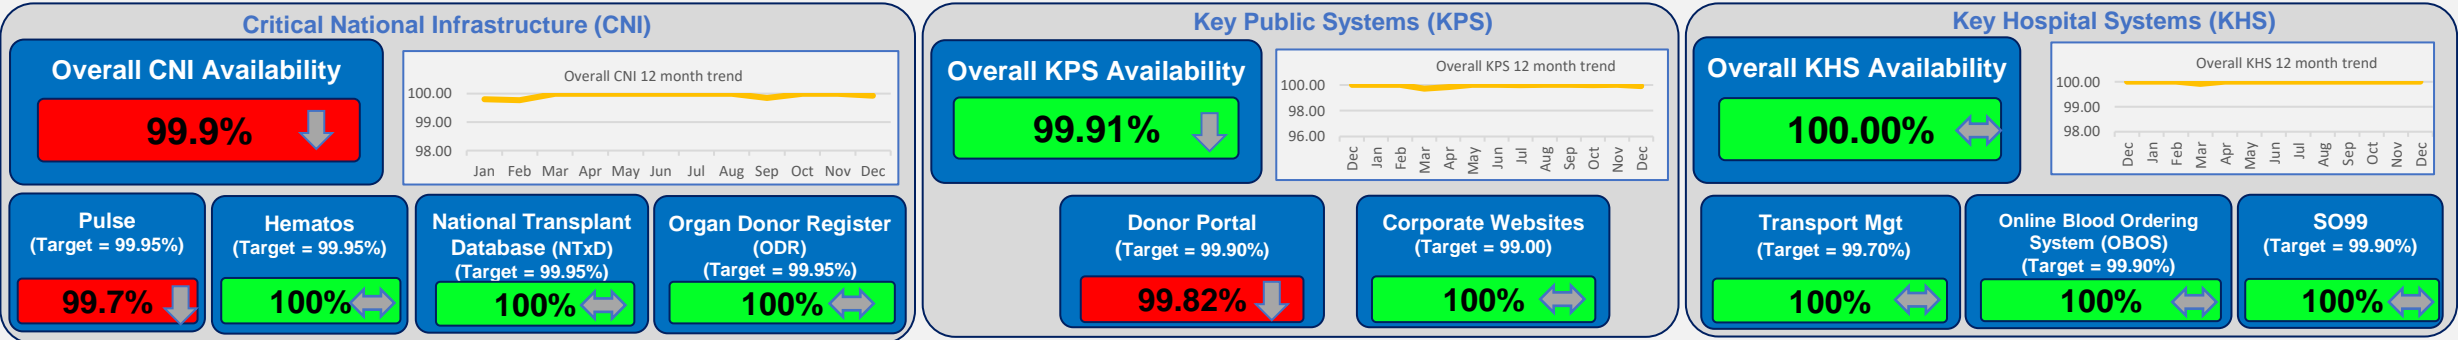 Critical National Infrastructure (CNI)
Overall CNI Availability
99.9%
Overall CNI 12 month trend
100.00
99.00
98.00
Jan Feb Mar Apr May Jun Jul Aug Sep Oct Nov Dec
Pulse
(Target = 99.95%)
99.7%
Hematos
(Target = 99.95%)
100%
National Transplant
Database (NTxD)
(Target = 99.95%)
100%
Organ Donor Register
(ODR)
(Target = 99.95%)
100%
Key Public Systems (KPS)
Overall KPS Availability
99.91%
Overall KPS 12 month trend
100.00
98.00
96.00
Dec Jan Feb Mar Apr May Jun Jul Aug Sep Oct Nov Dec
Donor Portal
(Target = 99.90%)
99.82%
Corporate Websites
(Target = 99.00)
100%
Key Hospital Systems (KHS)
Overall KHS Availability
100.00%
Overall KHS 12 month trend
100.00
99.00
98.00
Dec Jan Feb Mar Apr May Jun Jul Aug Sep Oct Nov Dec
Transport Mgt
(Target = 99.70%)
100%
Online Blood Ordering
System (OBOS)
(Target = 99.90%)
100%
SO99
(Target = 99.90%)
100%